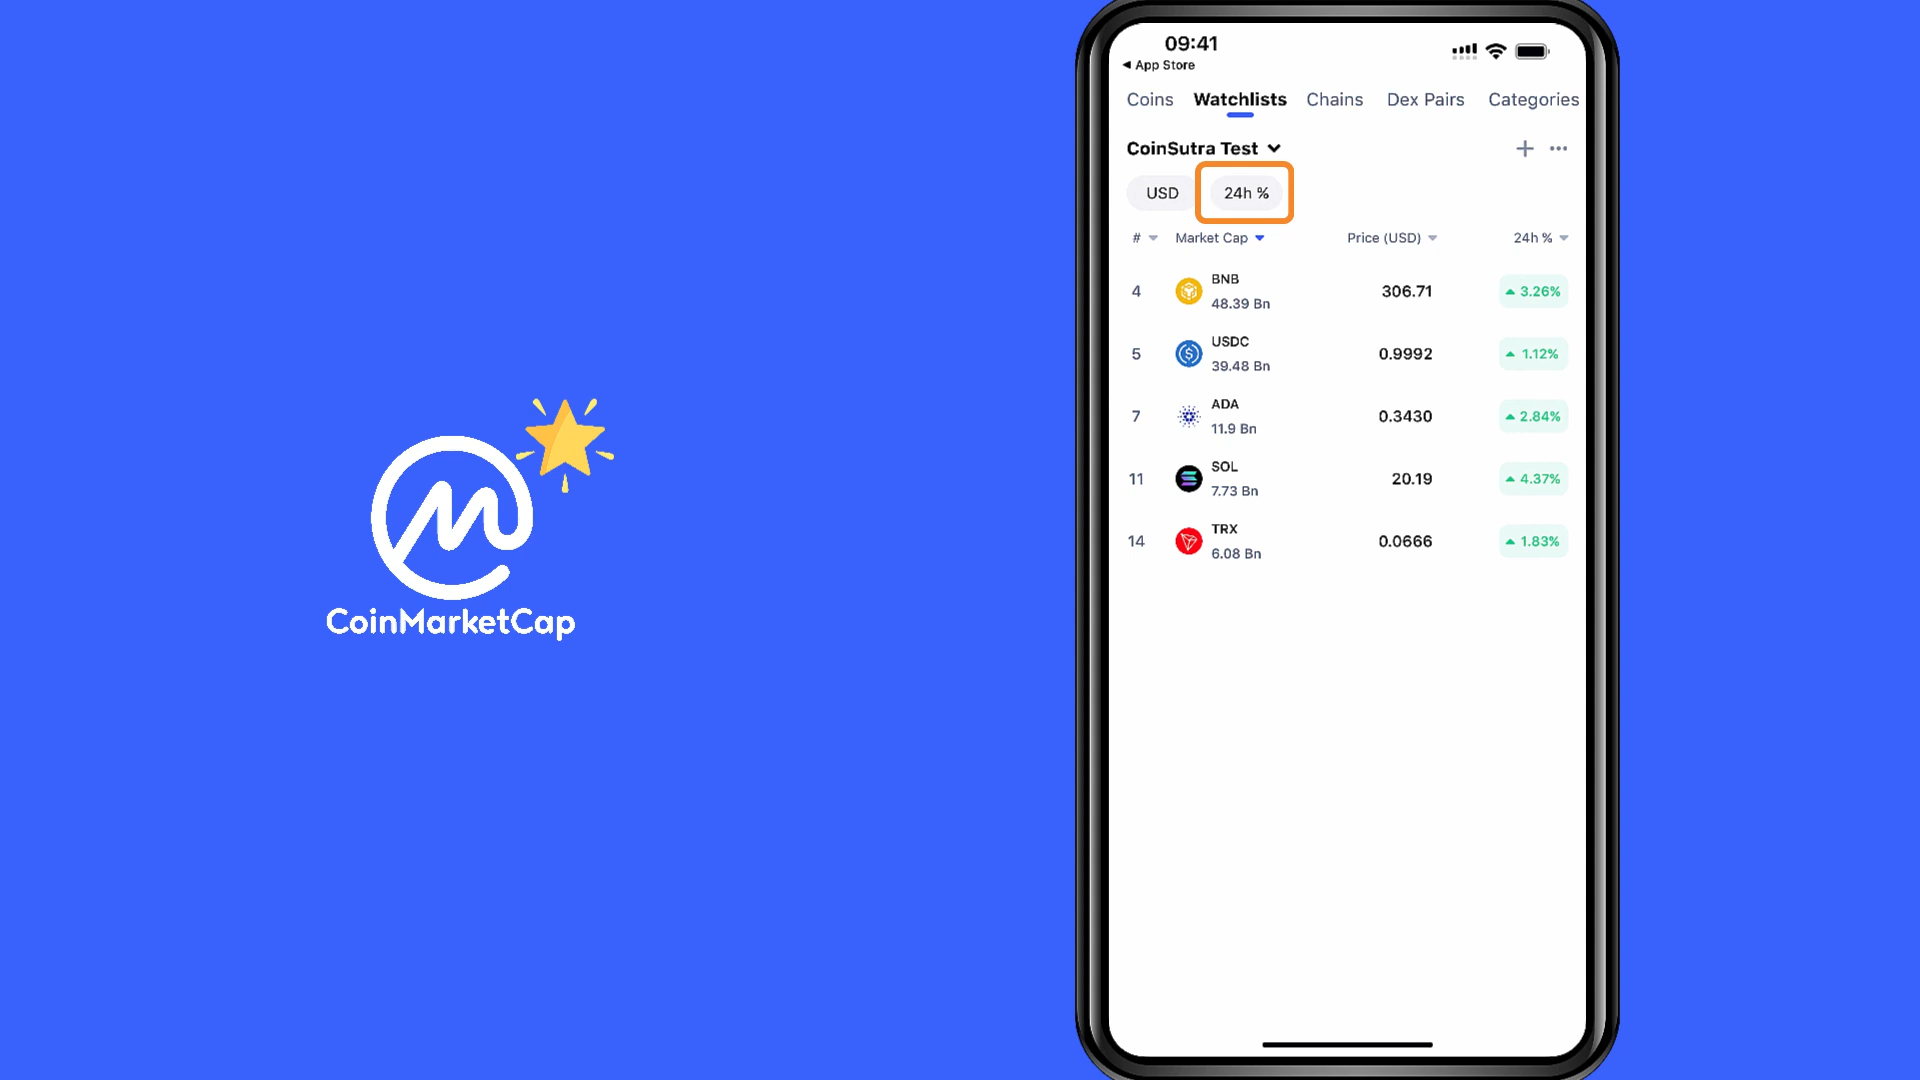 09:41
App Store
Coins Watchlists Chains Dex Pairs Categories
CoinSutra Test
USD 24h %
# Market Cap Price (USD) 24h %
4 BNB 48.39 Bn 306.71 3.26%
5 USDC 39.48 Bn 0.9992 1.12%
7 ADA 11.9 Bn 0.3430 2.84%
11 SOL 7.73 Bn 20.19 4.37%
14 TRX 6.08 Bn 0.0666 1.83%
CoinMarketCap